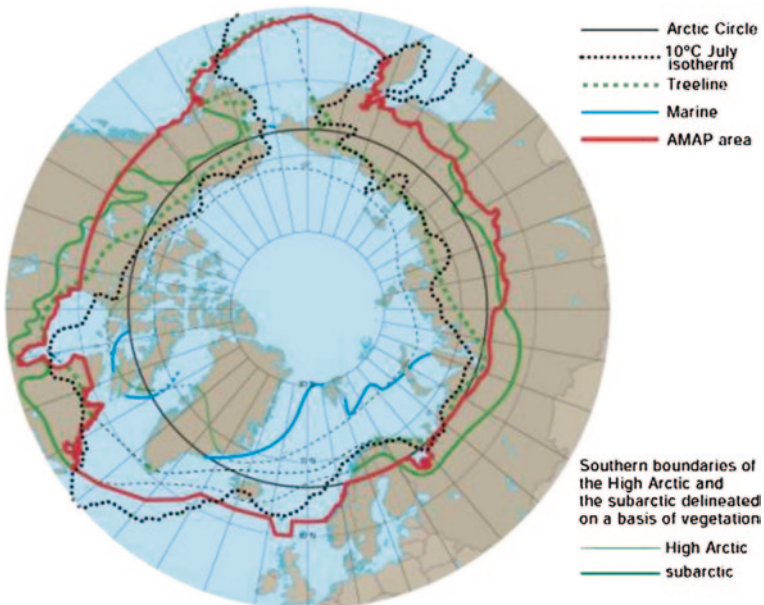 Arctic Circle
10°C July
isotherm
Treeline
Marine
AMAP area
Southern boundaries of
the High Arctic and
the subarctic delineated
on a basis of vegetation
High Arctic
subarctic